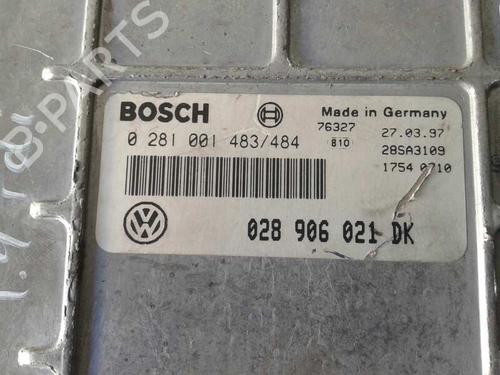 B-PARTS
BOSCH
Made in Germany
0 281 001 483/484
76327
27.03.97
810
28SA3109
1754 0710
VW
028 906 021 DK